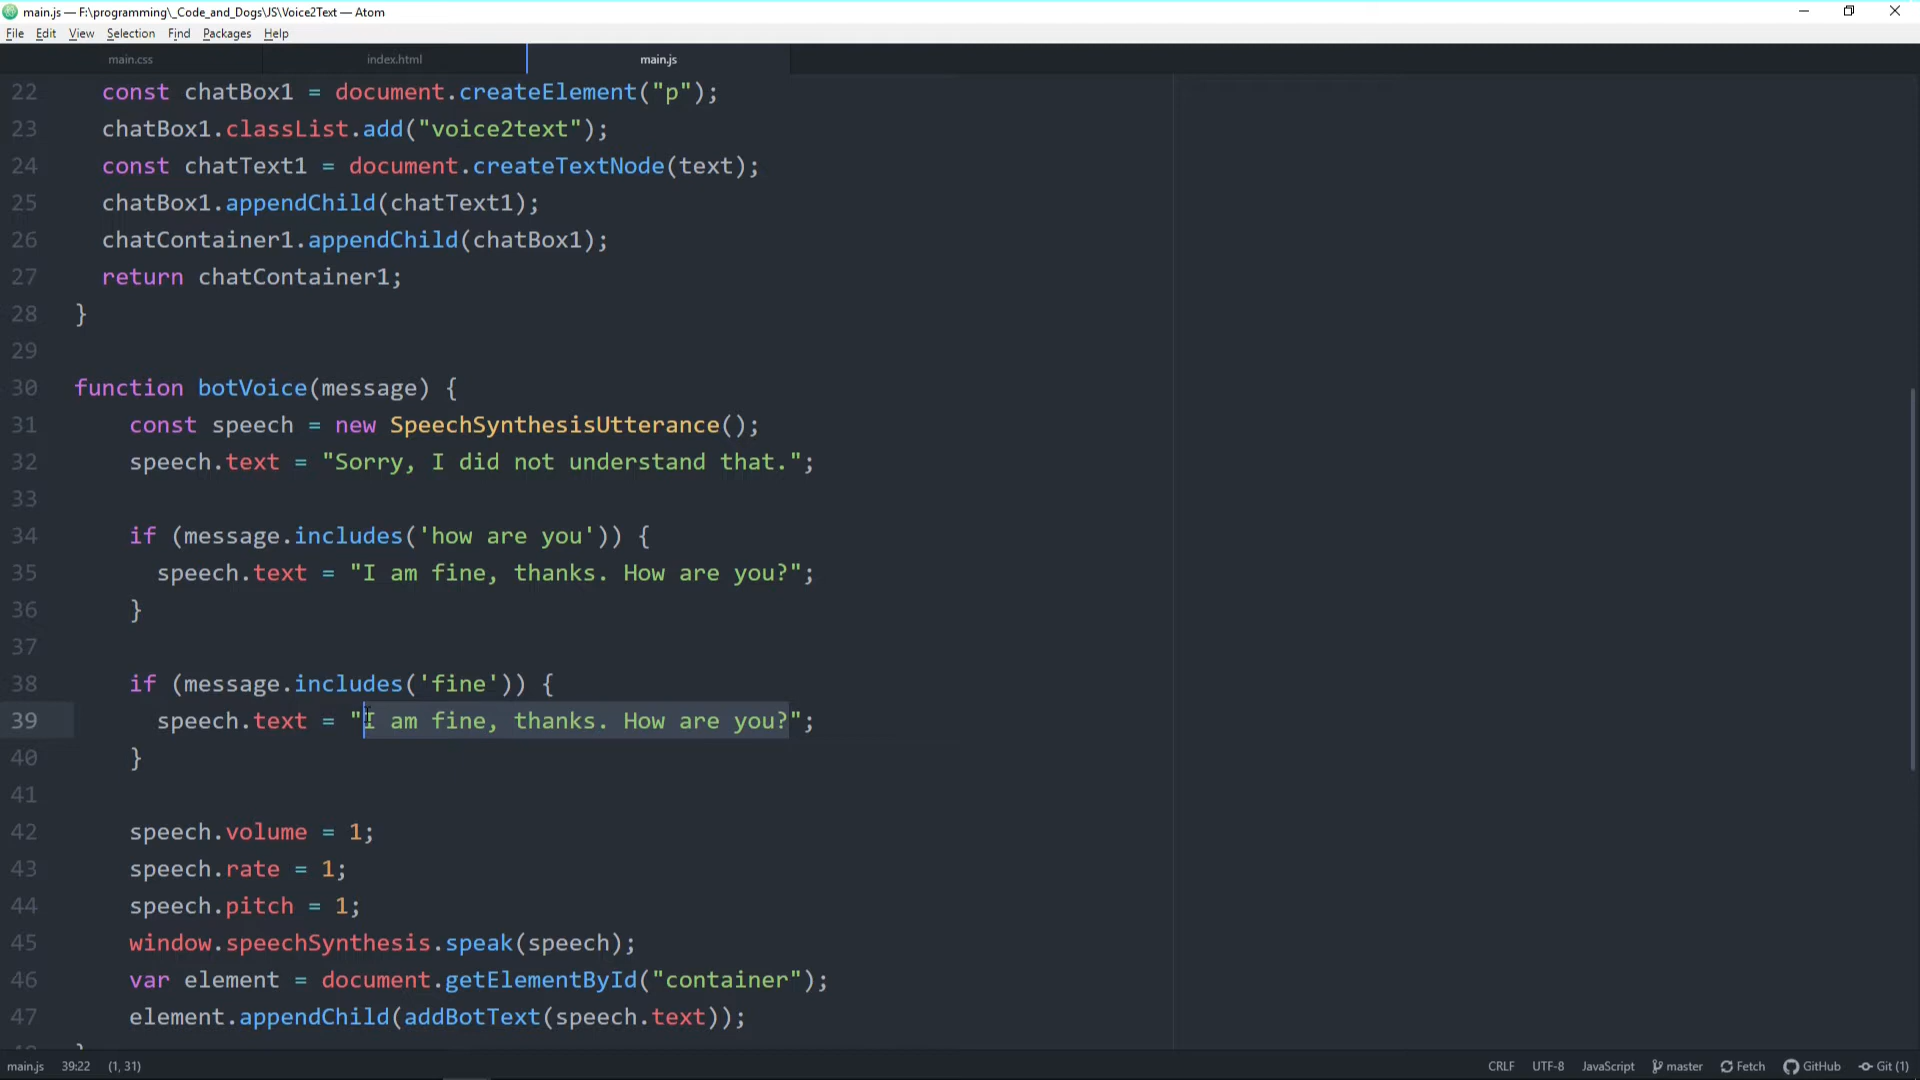 main.js — F:\programming\_Code_and_Dogs\JS\Voice2Text — Atom
File Edit View Selection Find Packages Help
main.css index.html main.js
22 const chatBox1 = document.createElement("p");
23 chatBox1.classList.add("voice2text");
24 const chatText1 = document.createTextNode(text);
25 chatBox1.appendChild(chatText1);
26 chatContainer1.appendChild(chatBox1);
27 return chatContainer1;
28 }
29
30 function botVoice(message) {
31 const speech = new SpeechSynthesisUtterance();
32 speech.text = "Sorry, I did not understand that.";
33
34 if (message.includes('how are you')) {
35 speech.text = "I am fine, thanks. How are you?";
36 }
37
38 if (message.includes('fine')) {
39 speech.text = "I am fine, thanks. How are you?";
40 }
41
42 speech.volume = 1;
43 speech.rate = 1;
44 speech.pitch = 1;
45 window.speechSynthesis.speak(speech);
46 var element = document.getElementById("container");
47 element.appendChild(addBotText(speech.text));
main.js 39:22 (1, 31) CRLF UTF-8 JavaScript master Fetch GitHub Git (1)